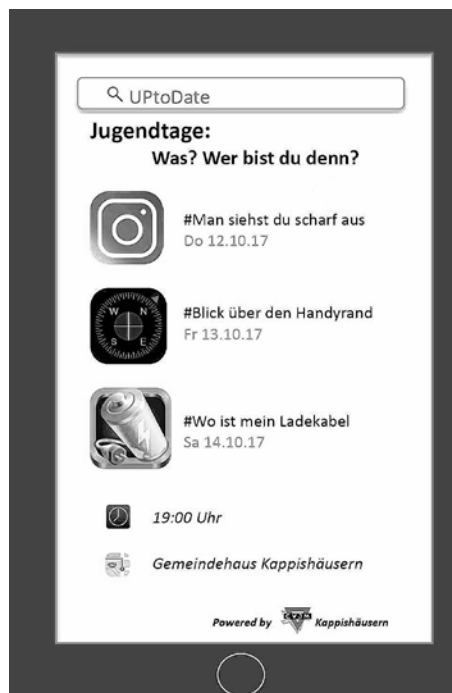 UPtoDate
Jugendtage:
Was? Wer bist du denn?
#Man siehst du scharf aus
Do 12.10.17
W N
S E
#Blick über den Handyrand
Fr 13.10.17
#Wo ist mein Ladekabel
Sa 14.10.17
19:00 Uhr
Gemeindehaus Kappishäusern
Powered by CVJM Kappishäusern